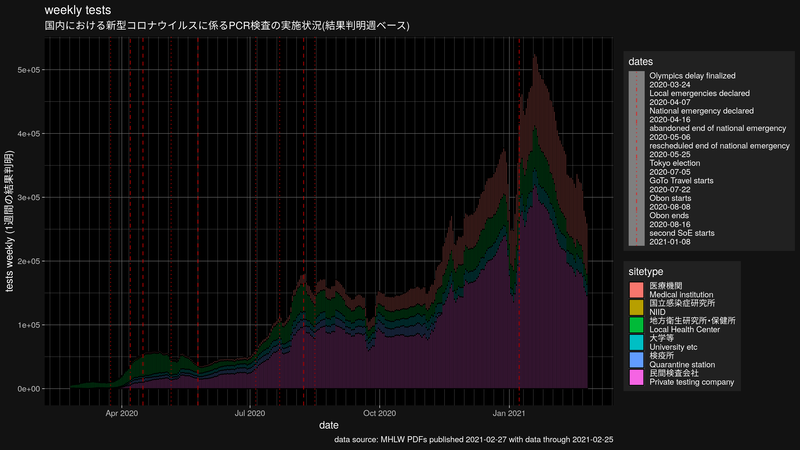 weekly tests
国内における新型コロナウイルスに係るPCR検査の実施状況(結果判明週ベース)
tests weekly (1週間の結果判明)
5e+05
4e+05
3e+05
2e+05
1e+05
0e+00
Apr 2020
Jul 2020
Oct 2020
Jan 2021
date
dates
Olympics delay finalized
2020-03-24
Local emergencies declared
2020-04-07
National emergency declared
2020-04-16
abandoned end of national emergency
2020-05-06
rescheduled end of national emergency
2020-05-25
Tokyo election
2020-07-05
GoTo Travel starts
2020-07-22
Obon starts
2020-08-08
Obon ends
2020-08-16
second SoE starts
2021-01-08
sitetype
医療機関
Medical institution
国立感染症研究所
NIID
地方衛生研究所・保健所
Local Health Center
大学等
University etc
検疫所
Quarantine station
民間検査会社
Private testing company
data source: MHLW PDFs published 2021-02-27 with data through 2021-02-25